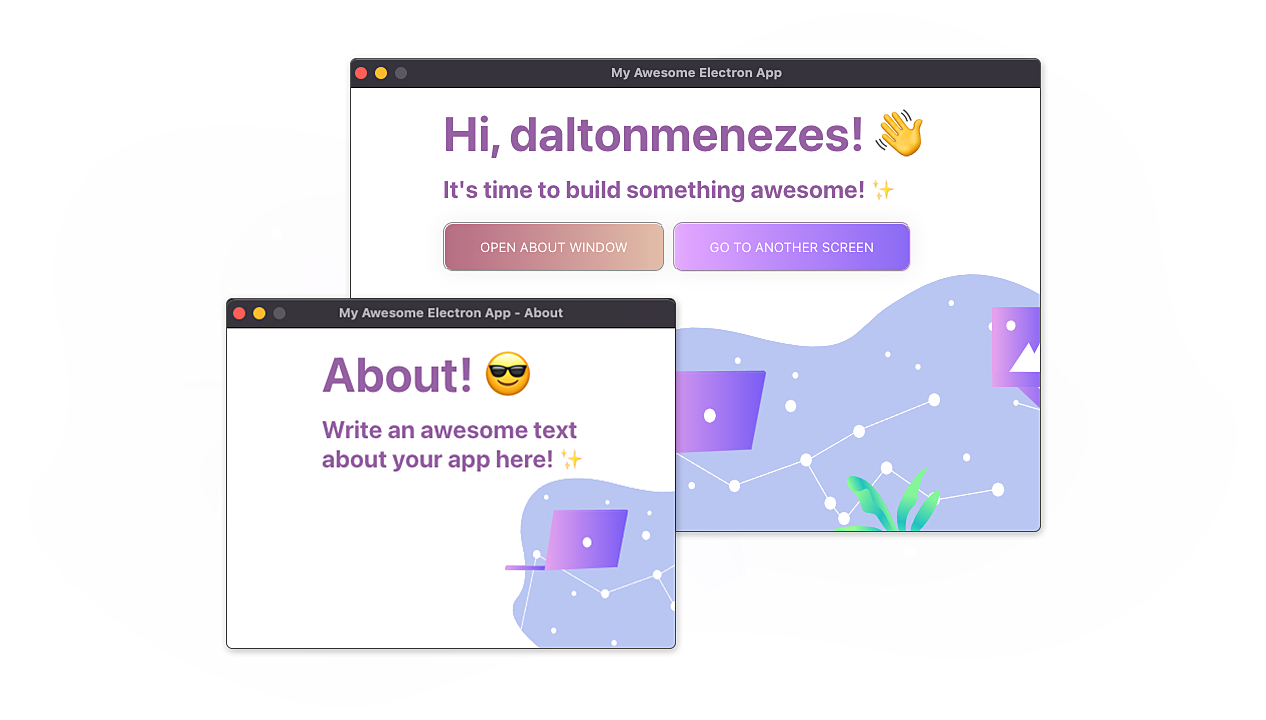 My Awesome Electron App
Hi, daltonmenezes! 👋
It's time to build something awesome! ✨
OPEN ABOUT WINDOW
GO TO ANOTHER SCREEN
My Awesome Electron App - About
About! 😎
Write an awesome text
about your app here! ✨